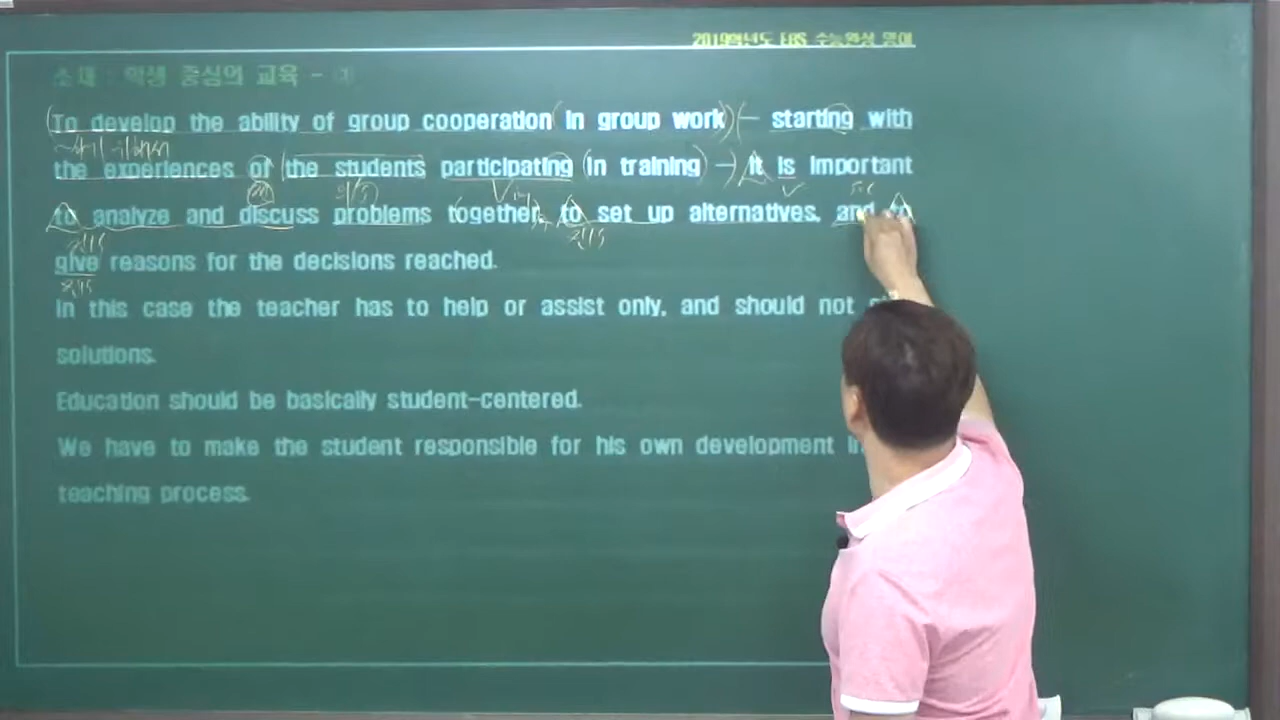 2019학년도 EBS 수능완성 영어
소재 : 학생 중심의 교육 -
To develop the ability of group cooperation in group work – starting with
the experiences of the students participating in training – it is important
to analyze and discuss problems together, to set up alternatives, and to
give reasons for the decisions reached.
In this case the teacher has to help or assist only, and should not
solutions.
Education should be basically student-centered.
We have to make the student responsible for his own development
teaching process.